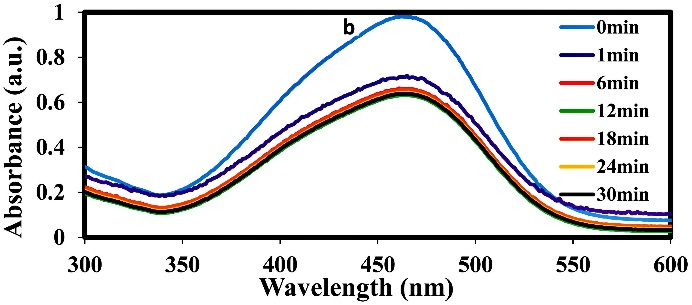 b
Absorbance (a.u.)
1
0.8
0.6
0.4
0.2
0
300
350
400
450
500
550
600
Wavelength (nm)
0min
1min
6min
12min
18min
24min
30min